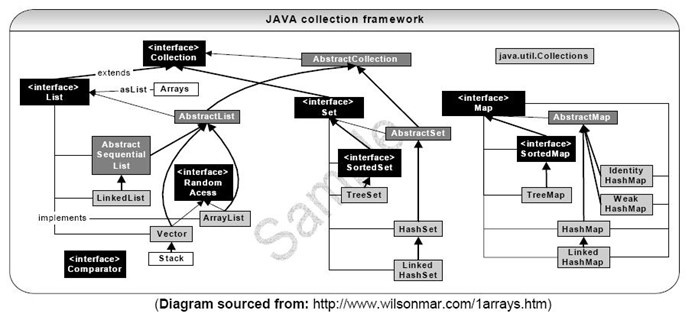 JAVA collection framework
<interface>
Collection
AbstractCollection
java.util.Collections
extends
<interface>
List
asList
Arrays
<interface>
Set
<interface>
Map
AbstractList
AbstractSet
AbstractMap
Abstract
Sequential
List
<interface>
SortedSet
<interface>
SortedMap
<interface>
Random
Acess
Identity
HashMap
LinkedList
TreeSet
TreeMap
Weak
HashMap
implements
ArrayList
Vector
HashSet
HashMap
Stack
<interface>
Comparator
Linked
HashSet
Linked
HashMap
Sample
(Diagram sourced from: http://www.wilsonmar.com/1arrays.htm)